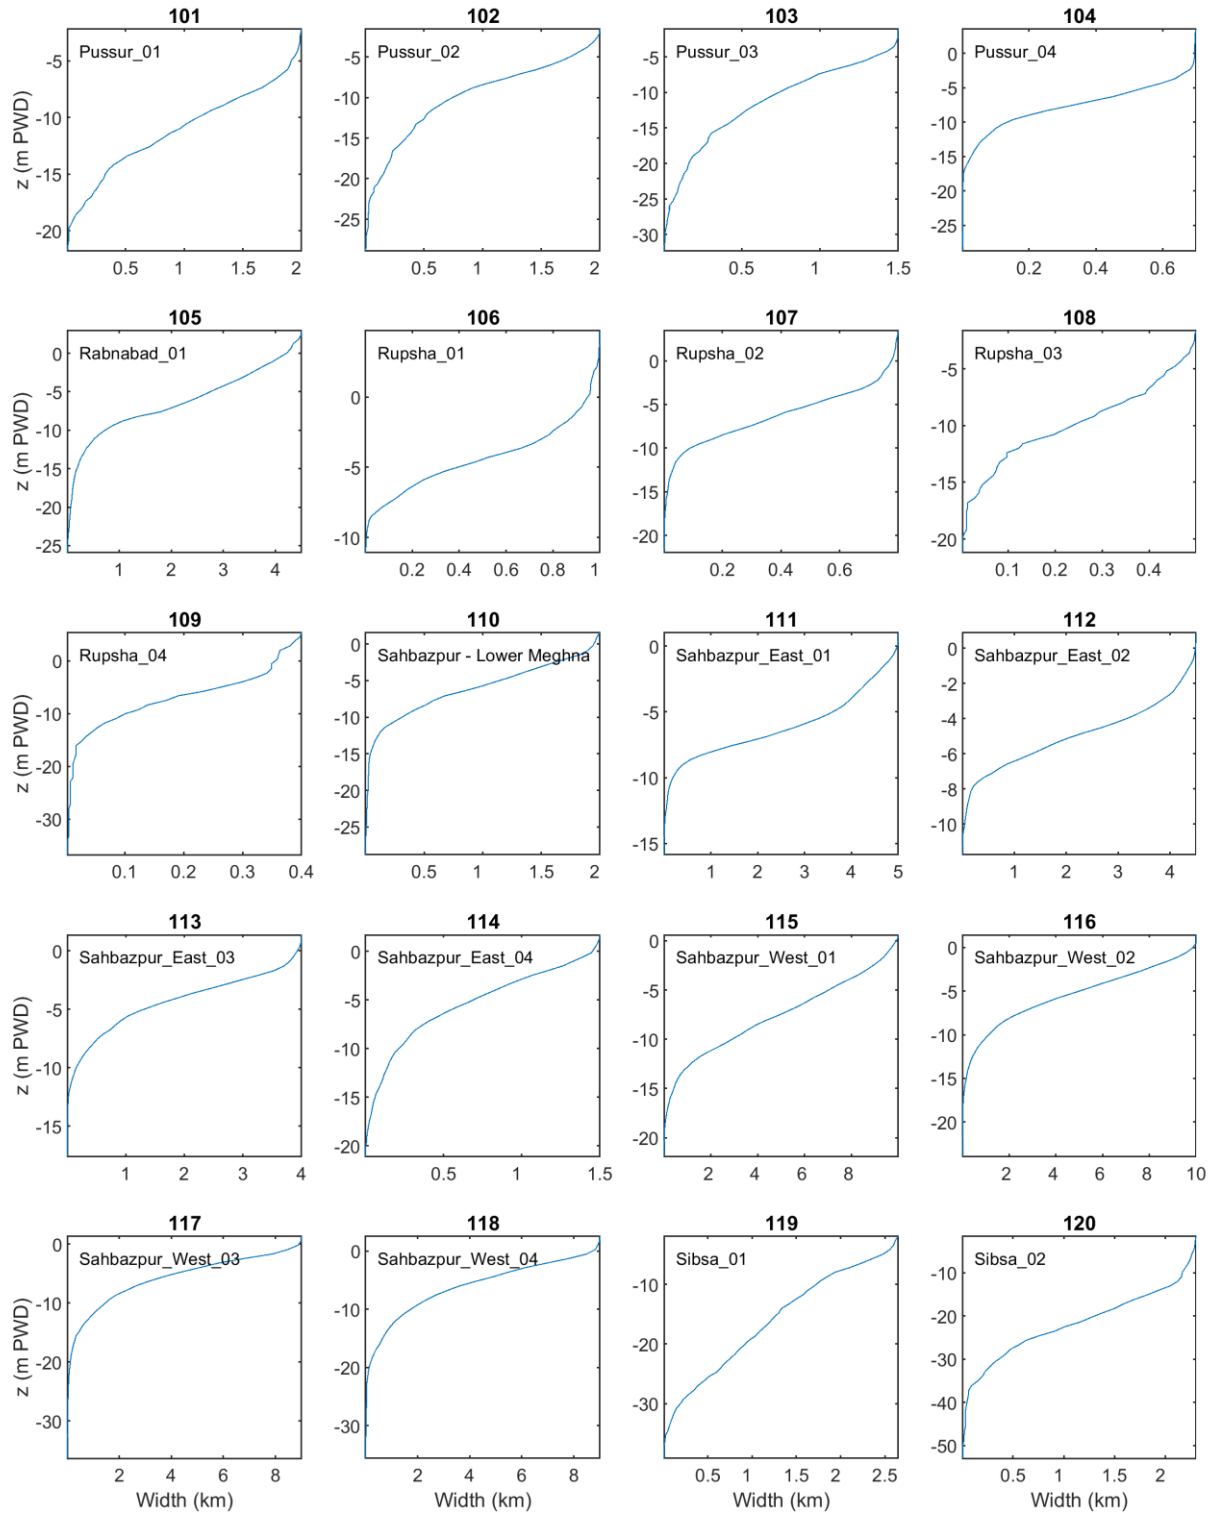 101 102 103 104
Pussur_01 Pussur_02 Pussur_03 Pussur_04
z (m PWD)
-5 -10 -15 -20
0.5 1 1.5 2
-5 -10 -15 -20 -25
0.5 1 1.5 2
-5 -10 -15 -20 -25 -30
0.5 1 1.5
0 -5 -10 -15 -20 -25
0.2 0.4 0.6
105 106 107 108
Rabnabad_01 Rupsha_01 Rupsha_02 Rupsha_03
z (m PWD)
0 -5 -10 -15 -20 -25
1 2 3 4
0 -5 -10
0.2 0.4 0.6 0.8 1
0 -5 -10 -15 -20
0.2 0.4 0.6
-5 -10 -15 -20
0.1 0.2 0.3 0.4
109 110 111 112
Rupsha_04 Sahbazpur - Lower Meghna Sahbazpur_East_01 Sahbazpur_East_02
z (m PWD)
0 -10 -20 -30
0.1 0.2 0.3 0.4
0 -5 -10 -15 -20 -25
0.5 1 1.5 2
0 -5 -10 -15
1 2 3 4 5
0 -2 -4 -6 -8 -10
1 2 3 4
113 114 115 116
Sahbazpur_East_03 Sahbazpur_East_04 Sahbazpur_West_01 Sahbazpur_West_02
z (m PWD)
0 -5 -10 -15
1 2 3 4
0 -5 -10 -15 -20
0.5 1 1.5
0 -5 -10 -15 -20
2 4 6 8
0 -5 -10 -15 -20
2 4 6 8 10
117 118 119 120
Sahbazpur_West_03 Sahbazpur_West_04 Sibsa_01 Sibsa_02
z (m PWD)
0 -10 -20 -30
2 4 6 8
0 -10 -20 -30
2 4 6 8
-10 -20 -30
0.5 1 1.5 2 2.5
-10 -20 -30 -40 -50
0.5 1 1.5 2
Width (km) Width (km) Width (km) Width (km)